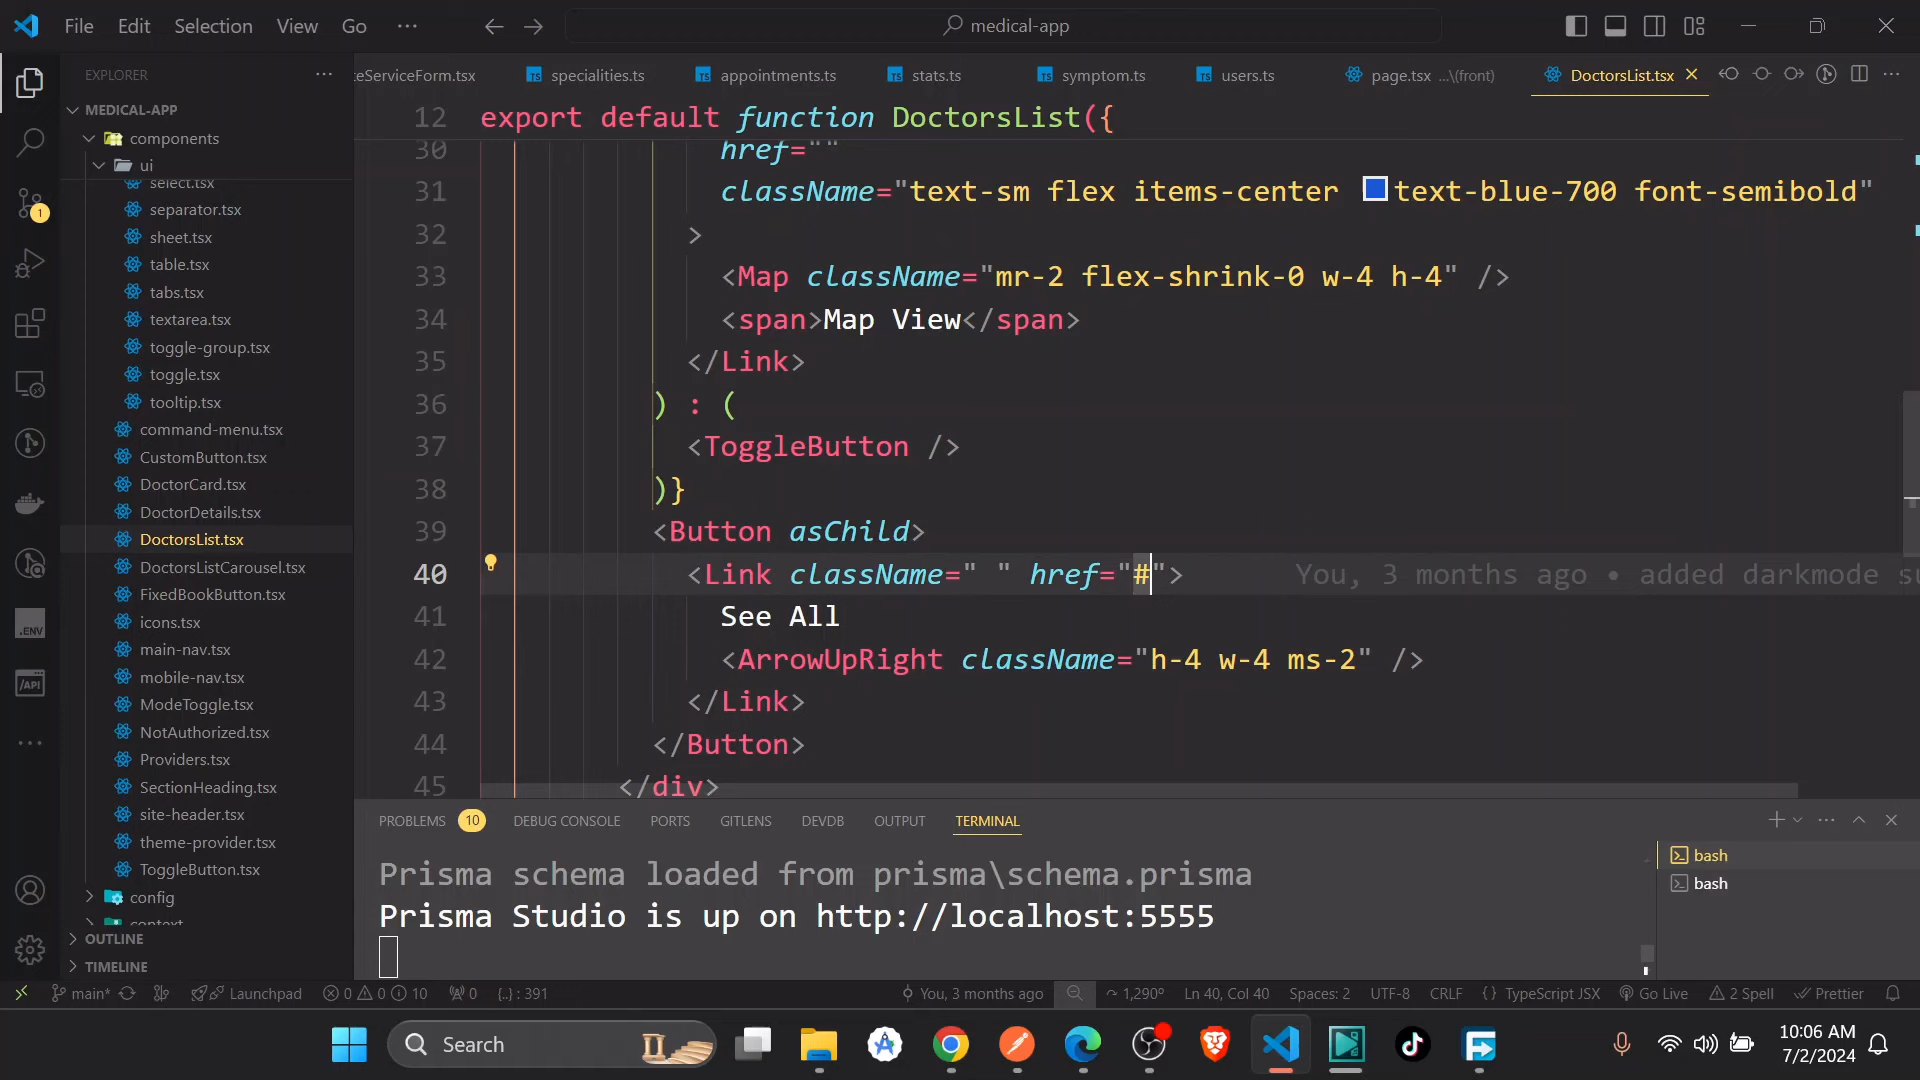 File Edit Selection View Go ··· medical-app
EXPLORER ···
MEDICAL-APP
components
ui
select.tsx
separator.tsx
sheet.tsx
table.tsx
tabs.tsx
textarea.tsx
toggle-group.tsx
toggle.tsx
tooltip.tsx
command-menu.tsx
CustomButton.tsx
DoctorCard.tsx
DoctorDetails.tsx
DoctorsList.tsx
DoctorsListCarousel.tsx
FixedBookButton.tsx
icons.tsx
main-nav.tsx
mobile-nav.tsx
ModeToggle.tsx
NotAuthorized.tsx
Providers.tsx
SectionHeading.tsx
site-header.tsx
theme-provider.tsx
ToggleButton.tsx
config
context
OUTLINE
TIMELINE
1
.ENV
/API
teServiceForm.tsx TS specialities.ts TS appointments.ts TS stats.ts TS symptom.ts TS users.ts page.tsx ...\(front) DoctorsList.tsx
12 export default function DoctorsList({
30 href=""
31 className="text-sm flex items-center text-blue-700 font-semibold"
32 >
33 <Map className="mr-2 flex-shrink-0 w-4 h-4" />
34 <span>Map View</span>
35 </Link>
36 ) : (
37 <ToggleButton />
38 )}
39 <Button asChild>
40 <Link className=" " href="#"> You, 3 months ago • added darkmode su
41 See All
42 <ArrowUpRight className="h-4 w-4 ms-2" />
43 </Link>
44 </Button>
45 </div>
PROBLEMS 10 DEBUG CONSOLE PORTS GITLENS DEVDB OUTPUT TERMINAL
Prisma schema loaded from prisma\schema.prisma
Prisma Studio is up on http://localhost:5555
bash
bash
main* Launchpad 0 0 10 0 {..} : 391 You, 3 months ago 1,290º Ln 40, Col 40 Spaces: 2 UTF-8 CRLF {} TypeScript JSX Go Live 2 Spell Prettier
Search
10:06 AM
7/2/2024